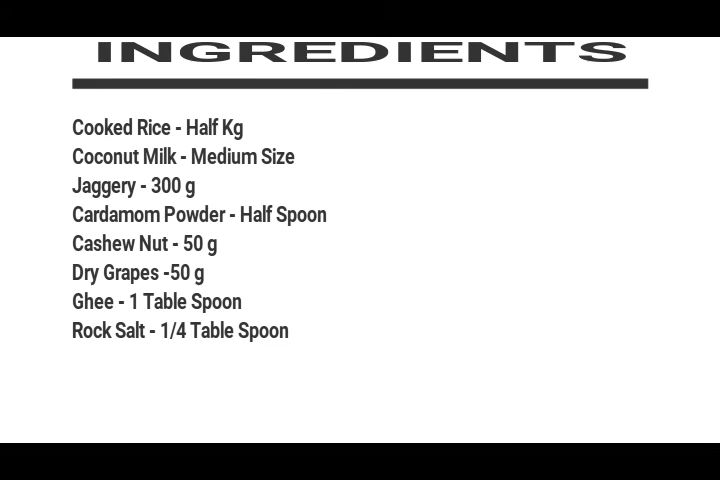 INGREDIENTS
Cooked Rice - Half Kg
Coconut Milk - Medium Size
Jaggery - 300 g
Cardamom Powder - Half Spoon
Cashew Nut - 50 g
Dry Grapes -50 g
Ghee - 1 Table Spoon
Rock Salt - 1/4 Table Spoon